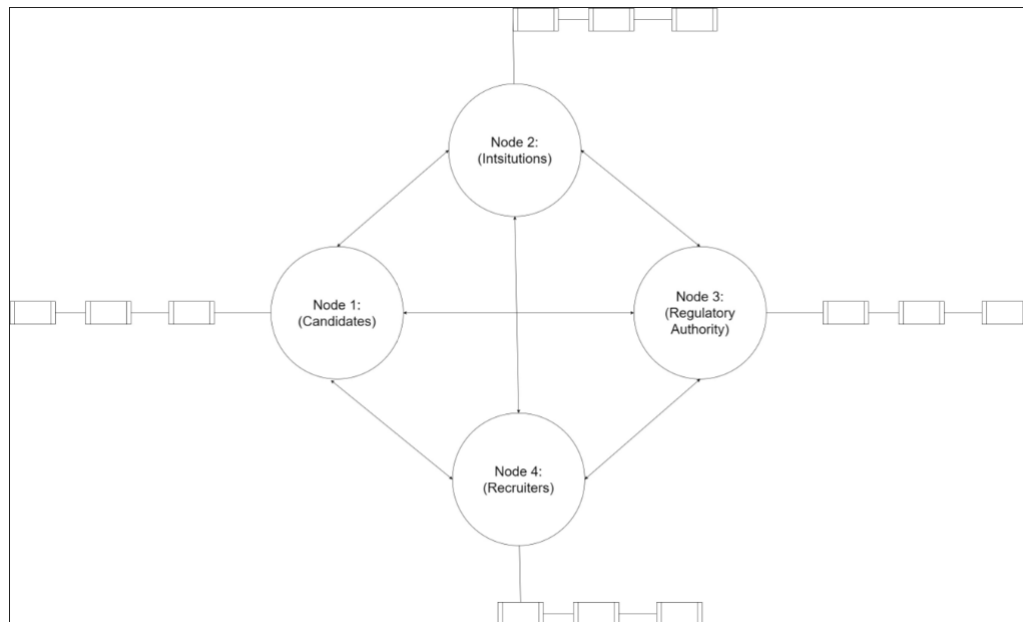 Node 2:
(Intsitutions)
Node 1:
(Candidates)
Node 3:
(Regulatory
Authority)
Node 4:
(Recruiters)